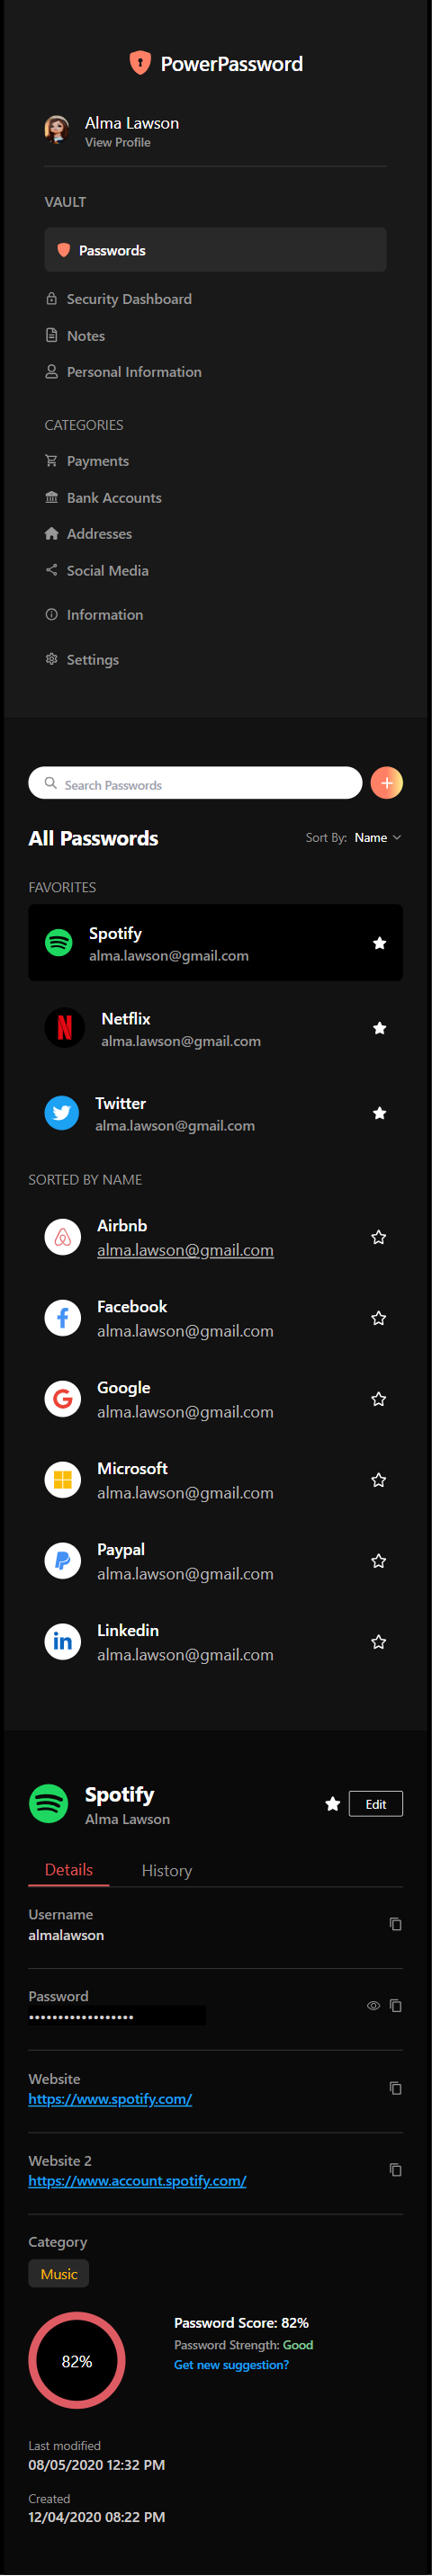 PowerPassword
Alma Lawson
View Profile
VAULT
Passwords
Security Dashboard
Notes
Personal Information
CATEGORIES
Payments
Bank Accounts
Addresses
Social Media
Information
Settings
Search Passwords
All Passwords
Sort By: Name
FAVORITES
Spotify
alma.lawson@gmail.com
Netflix
alma.lawson@gmail.com
Twitter
alma.lawson@gmail.com
SORTED BY NAME
Airbnb
alma.lawson@gmail.com
Facebook
alma.lawson@gmail.com
Google
alma.lawson@gmail.com
Microsoft
alma.lawson@gmail.com
Paypal
alma.lawson@gmail.com
Linkedin
alma.lawson@gmail.com
Spotify
Alma Lawson
Edit
Details
History
Username
almalawson
Password
••••••••••••••••••
Website
https://www.spotify.com/
Website 2
https://www.account.spotify.com/
Category
Music
82%
Password Score: 82%
Password Strength: Good
Get new suggestion?
Last modified
08/05/2020 12:32 PM
Created
12/04/2020 08:22 PM